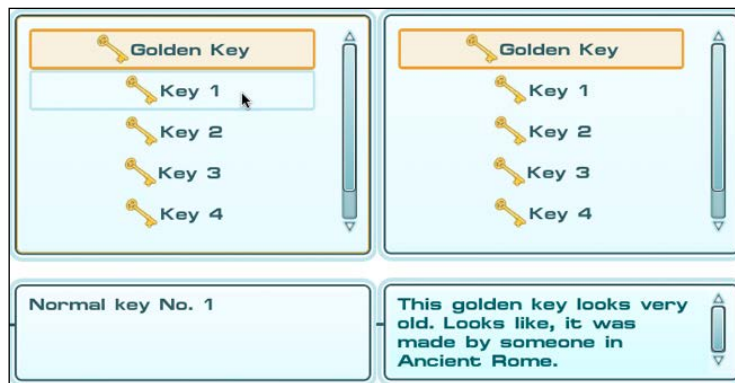 Golden Key
Key 1
Key 2
Key 3
Key 4
Normal key No. 1
Golden Key
Key 1
Key 2
Key 3
Key 4
This golden key looks very
old. Looks like, it was
made by someone in
Ancient Rome.